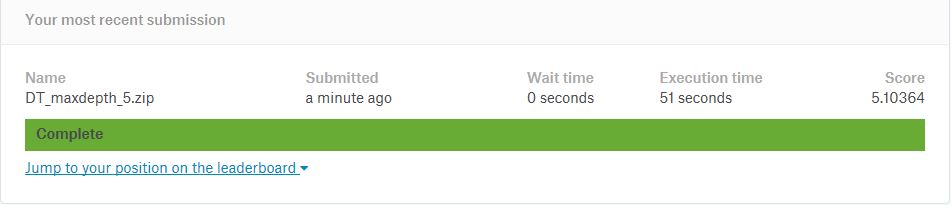 Your most recent submission
Name Submitted Wait time Execution time Score
DT_maxdepth_5.zip a minute ago 0 seconds 51 seconds 5.10364
Complete
Jump to your position on the leaderboard